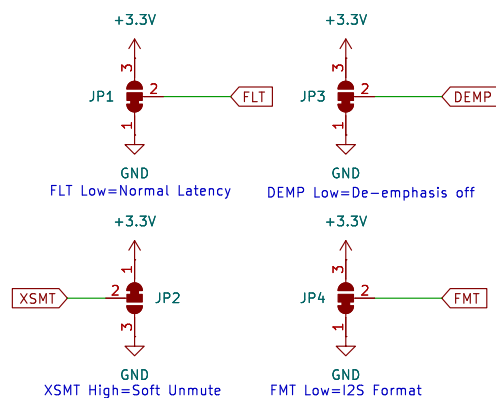 +3.3V
3
JP1
2
FLT
1
GND
FLT Low=Normal Latency
+3.3V
3
JP3
2
DEMP
1
GND
DEMP Low=De-emphasis off
+3.3V
1
XSMT
2
JP2
3
GND
XSMT High=Soft Unmute
+3.3V
3
JP4
2
FMT
1
GND
FMT Low=I2S Format